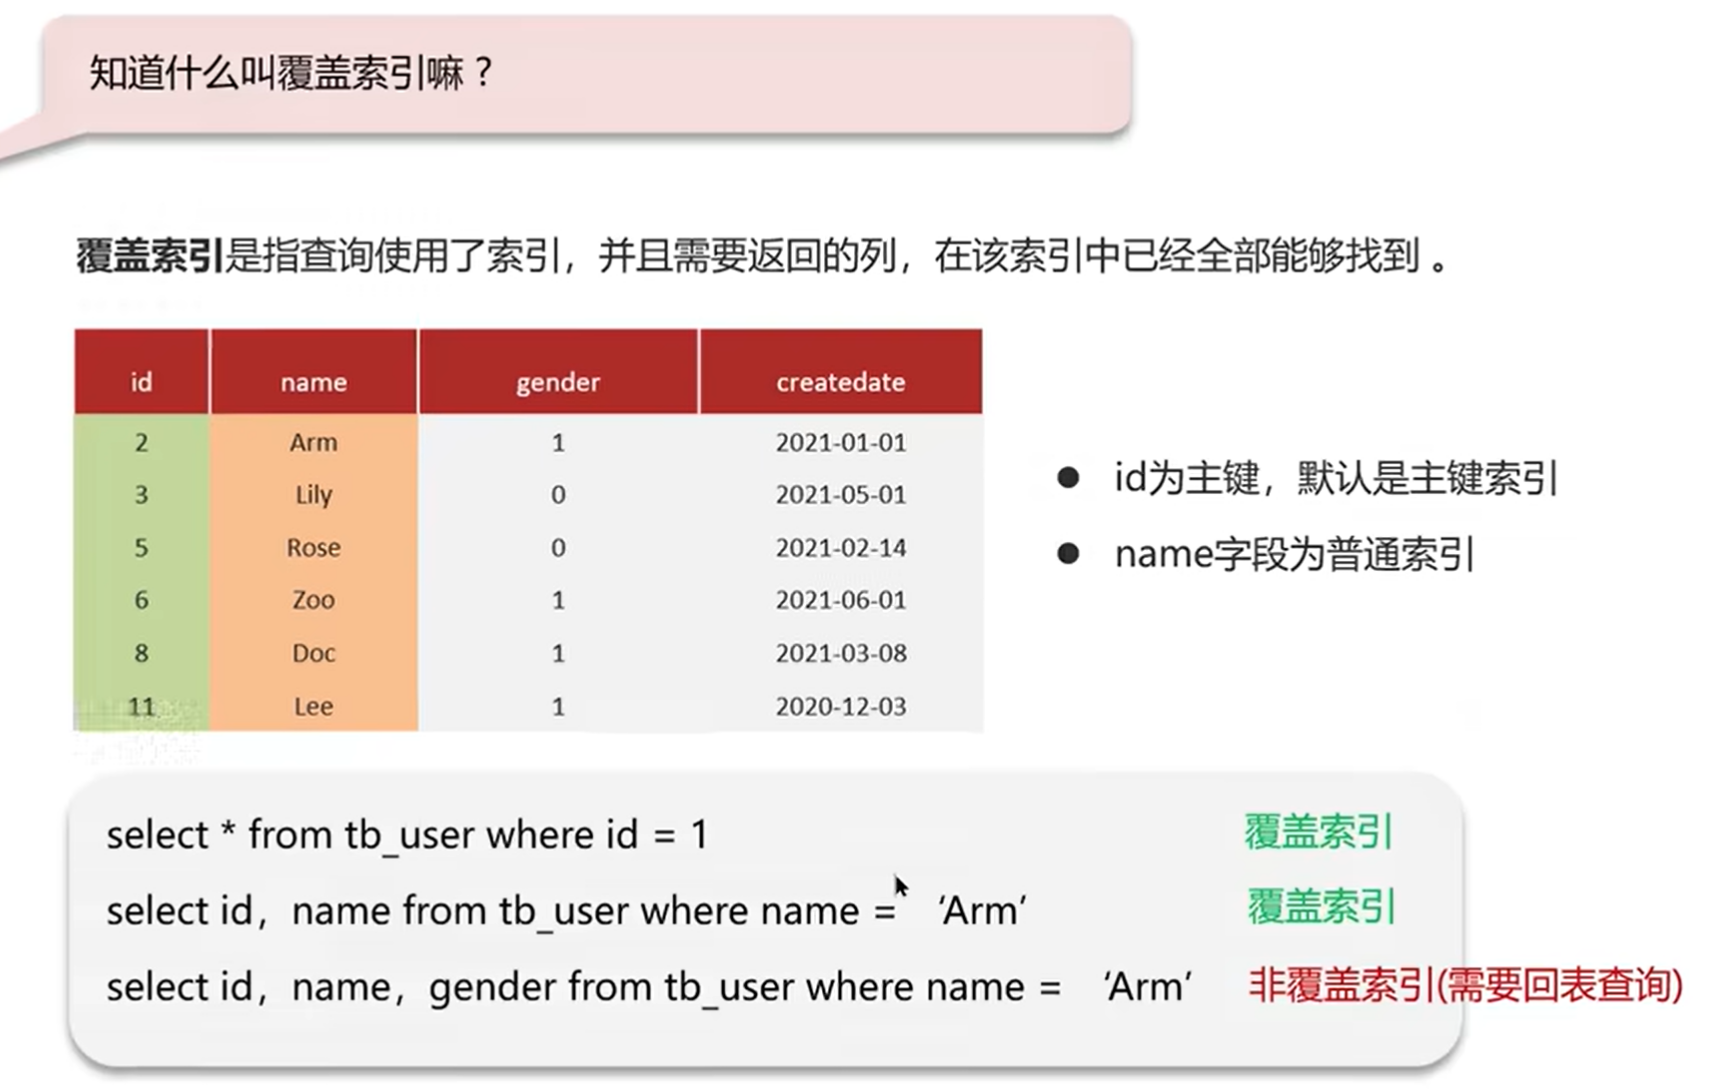 知道什么叫覆盖索引嘛？
覆盖索引是指查询使用了索引，并且需要返回的列，在该索引中已经全部能够找到 。
id name gender createdate
2 Arm 1 2021-01-01
3 Lily 0 2021-05-01
5 Rose 0 2021-02-14
6 Zoo 1 2021-06-01
8 Doc 1 2021-03-08
11 Lee 1 2020-12-03
● id为主键，默认是主键索引
● name字段为普通索引
select * from tb_user where id = 1 覆盖索引
select id，name from tb_user where name = ‘Arm’ 覆盖索引
select id，name，gender from tb_user where name = ‘Arm’ 非覆盖索引(需要回表查询)